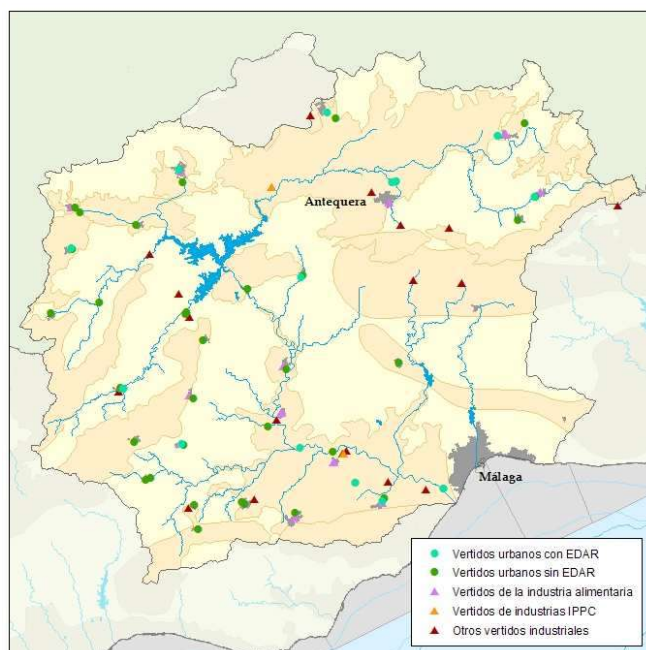 Antequera
Málaga
Vertidos urbanos con EDAR
Vertidos urbanos sin EDAR
Vertidos de la industria alimentaria
Vertidos de industrias IPPC
Otros vertidos industriales